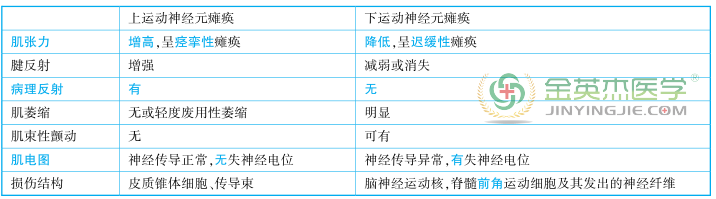 上运动神经元瘫痪 下运动神经元瘫痪
肌张力 增高,呈痉挛性瘫痪 降低,呈迟缓性瘫痪
腱反射 增强 减弱或消失
病理反射 有 无
肌萎缩 无或轻度废用性萎缩 明显
肌束性颤动 无 可有
肌电图 神经传导正常,无失神经电位 神经传导异常,有失神经电位
损伤结构 皮质锥体细胞、传导束 脑神经运动核,脊髓前角运动细胞及其发出的神经纤维
金英杰医学®
JINYINGJIE.COM